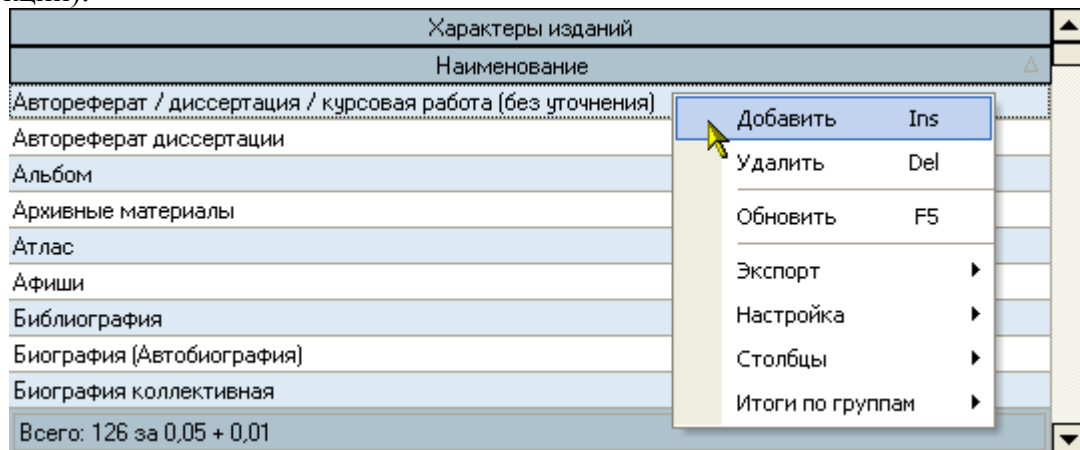 Характеры изданий
Наименование
Автореферат / диссертация / курсовая работа (без уточнения)
Автореферат диссертации
Альбом
Архивные материалы
Атлас
Афиши
Библиография
Биография (Автобиография)
Биография коллективная
Всего: 126 за 0,05 + 0,01
Добавить Ins
Удалить Del
Обновить F5
Экспорт
Настройка
Столбцы
Итоги по группам